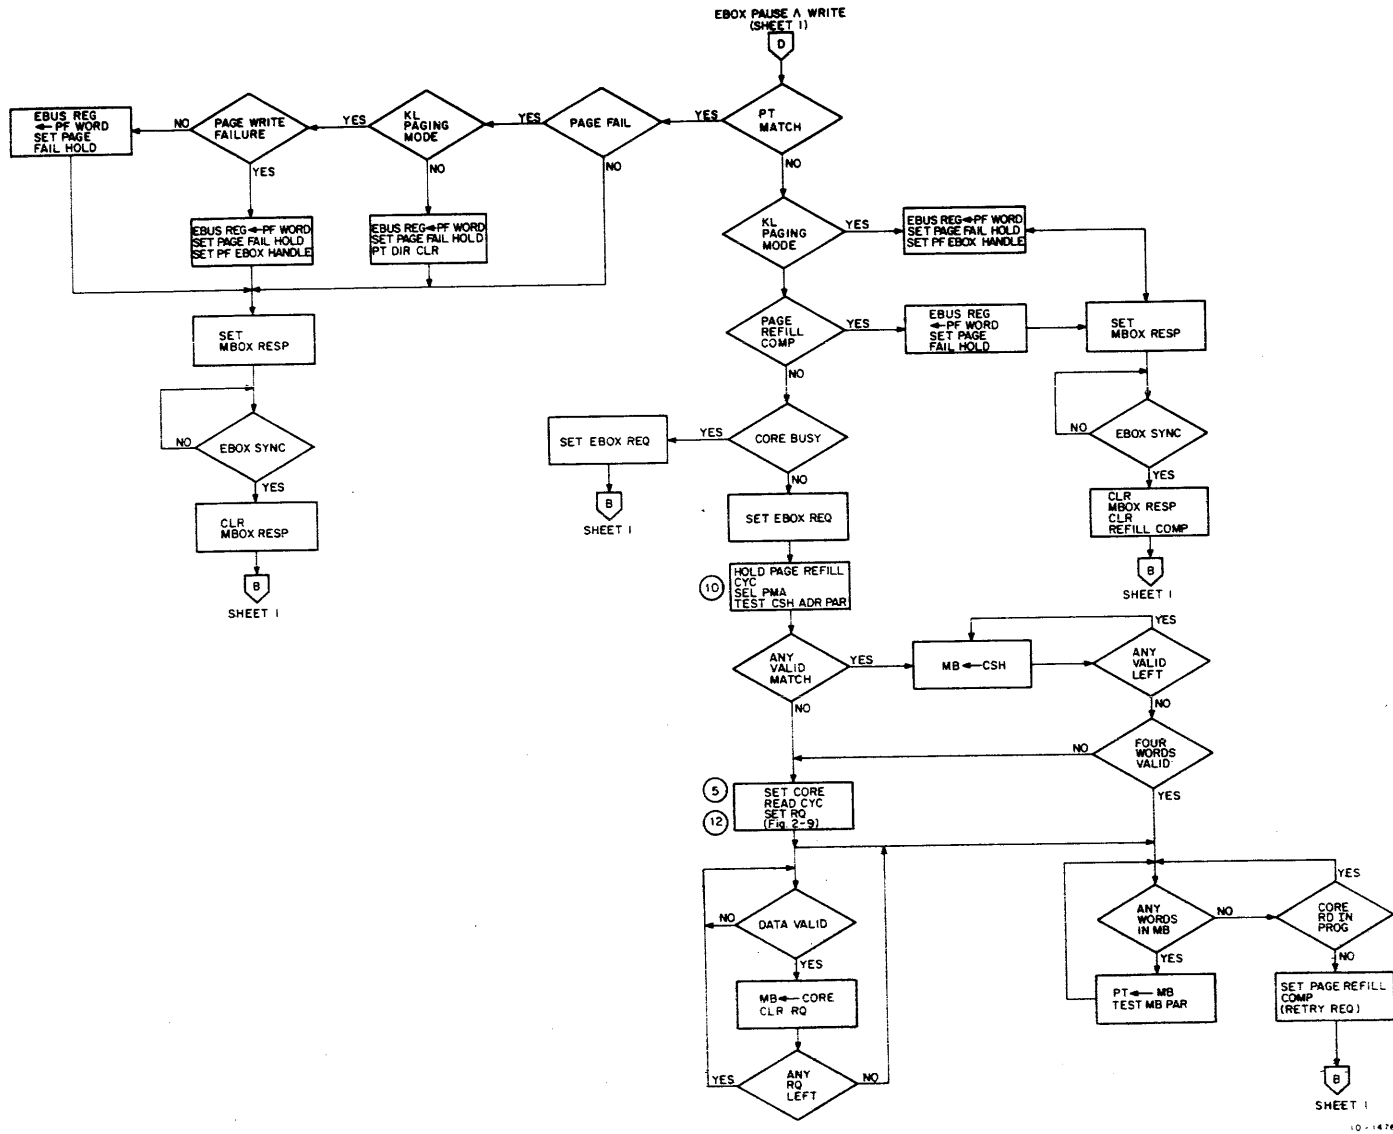 EBOX PAUSE Λ WRITE
(SHEET 1)
D
PT
MATCH
YES
NO
PAGE FAIL
YES
NO
KL
PAGING
MODE
YES
NO
PAGE WRITE
FAILURE
NO
YES
EBUS REG
←PF WORD
SET PAGE
FAIL HOLD
EBUS REG←PF WORD
SET PAGE FAIL HOLD
SET PF EBOX HANDLE
EBUS REG←PF WORD
SET PAGE FAIL HOLD
PT DIR CLR
SET
MBOX RESP
EBOX SYNC
NO
YES
CLR
MBOX RESP
B
SHEET 1
KL
PAGING
MODE
YES
NO
EBUS REG←PF WORD
SET PAGE FAIL HOLD
SET PF EBOX HANDLE
PAGE
REFILL
COMP
YES
NO
EBUS REG
←PF WORD
SET PAGE
FAIL HOLD
SET
MBOX RESP
EBOX SYNC
NO
YES
CLR
MBOX RESP
CLR
REFILL COMP
B
SHEET 1
CORE BUSY
YES
NO
SET EBOX REQ
B
SHEET 1
SET EBOX REQ
10
HOLD PAGE REFILL
CYC
SEL PMA
TEST CSH ADR PAR
ANY
VALID
MATCH
YES
NO
MB←CSH
ANY
VALID
LEFT
YES
NO
FOUR
WORDS
VALID
NO
YES
5
12
SET CORE
READ CYC
SET RQ
(Fig. 2-9)
DATA VALID
NO
YES
MB←CORE
CLR RQ
ANY
RQ
LEFT
YES
NO
ANY
WORDS
IN MB
NO
YES
PT←MB
TEST MB PAR
CORE
RD IN
PROG
YES
NO
SET PAGE REFILL
COMP
(RETRY REQ)
B
SHEET 1
10-1476